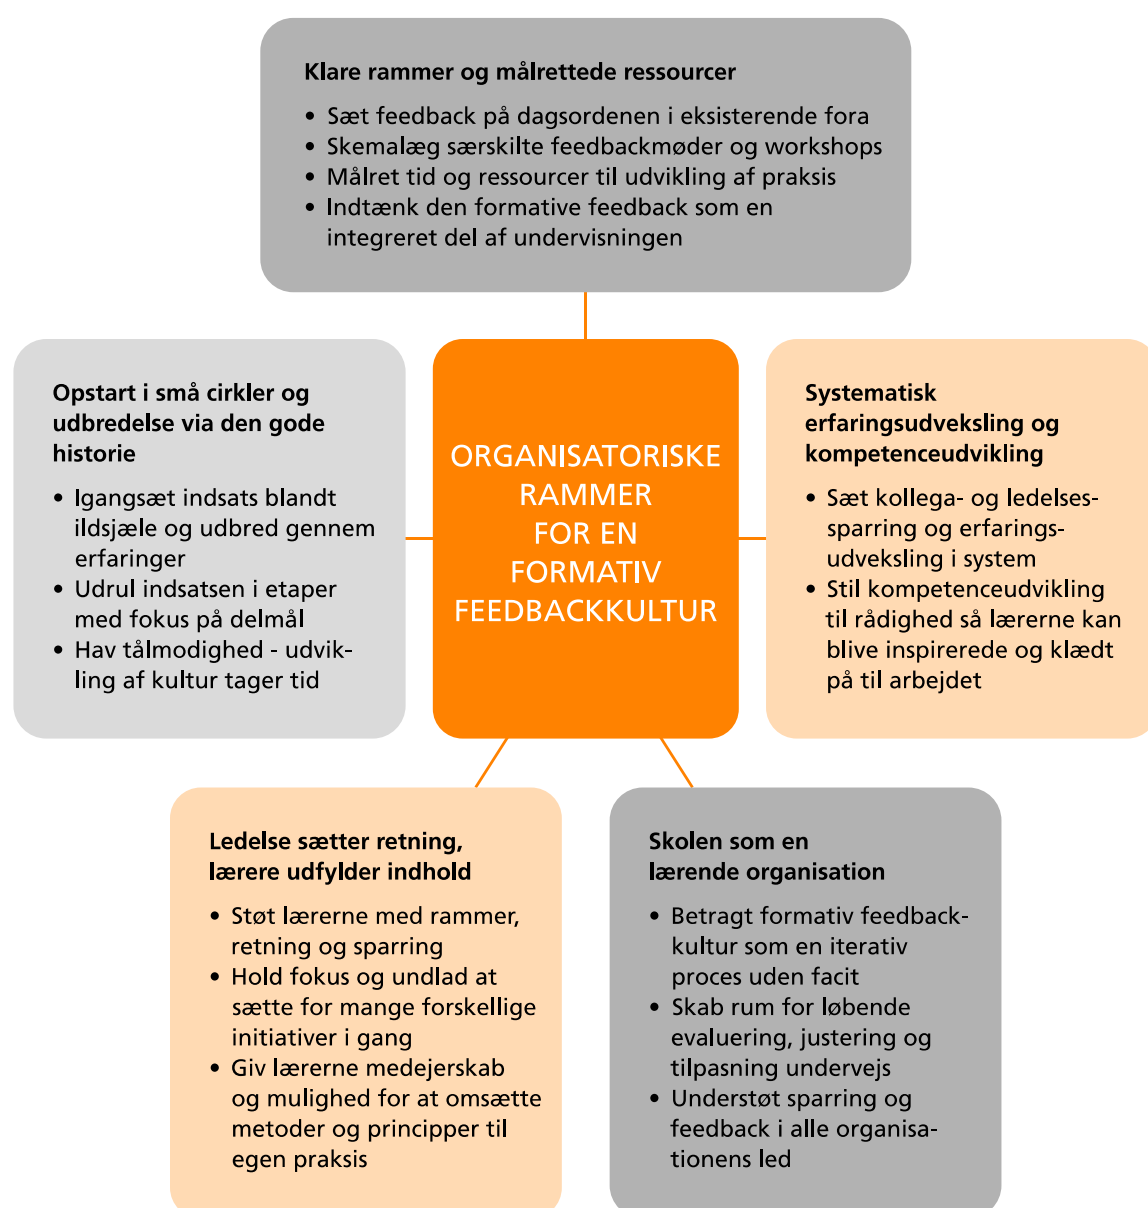 Klare rammer og målrettede ressourcer
• Sæt feedback på dagsordenen i eksisterende fora
• Skemalæg særskilte feedbackmøder og workshops
• Målret tid og ressourcer til udvikling af praksis
• Indtænk den formative feedback som en
integreret del af undervisningen
Opstart i små cirkler og
udbredelse via den gode
historie
• Igangsæt indsats blandt
ildsjæle og udbred gennem
erfaringer
• Udrul indsatsen i etaper
med fokus på delmål
• Hav tålmodighed - udvik-
ling af kultur tager tid
ORGANISATORISKE
RAMMER
FOR EN
FORMATIV
FEEDBACKKULTUR
Systematisk
erfaringsudveksling og
kompetenceudvikling
• Sæt kollega- og ledelses-
sparring og erfarings-
udveksling i system
• Stil kompetenceudvikling
til rådighed så lærerne kan
blive inspirerede og klædt
på til arbejdet
Ledelse sætter retning,
lærere udfylder indhold
• Støt lærerne med rammer,
retning og sparring
• Hold fokus og undlad at
sætte for mange forskellige
initiativer i gang
• Giv lærerne medejerskab
og mulighed for at omsætte
metoder og principper til
egen praksis
Skolen som en
lærende organisation
• Betragt formativ feedback-
kultur som en iterativ
proces uden facit
• Skab rum for løbende
evaluering, justering og
tilpasning undervejs
• Understøt sparring og
feedback i alle organisa-
tionens led